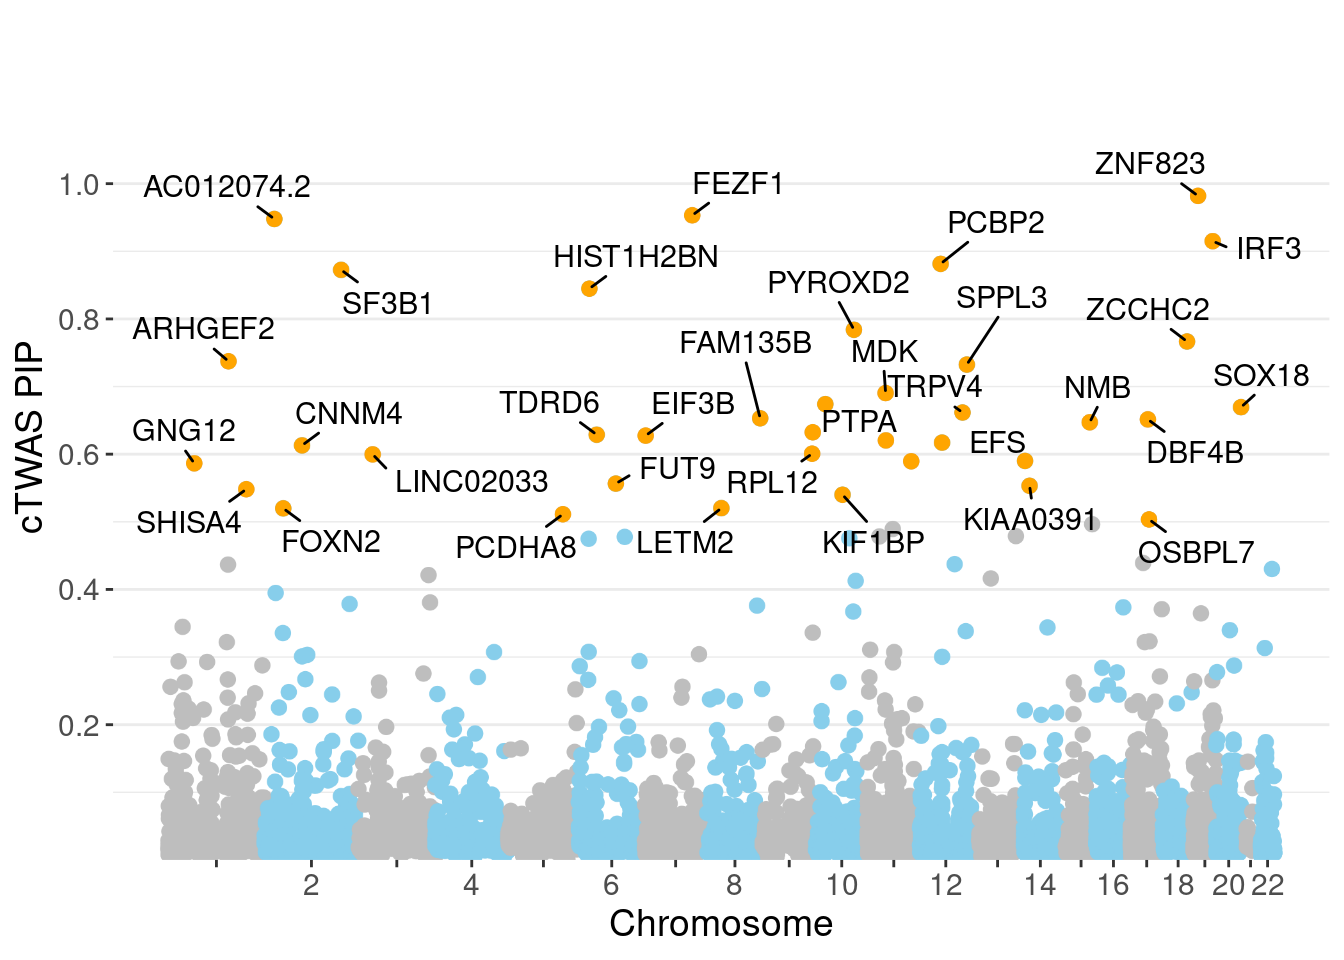 ZNF823
FEZF1
AC012074.2
PCBP2
IRF3
HIST1H2BN
PYROXD2
SPPL3
SF3B1
ZCCHC2
ARHGEF2
FAM135B
MDK
TRPV4
NMB
SOX18
TDRD6
EIF3B
CNNM4
PTPA
GNG12
EFS
DBF4B
FUT9
RPL12
LINC02033
SHISA4
KIAA0391
FOXN2
PCDHA8
LETM2
KIF1BP
OSBPL7
1.0
0.8
0.6
0.4
0.2
cTWAS PIP
2 4 6 8 10 12 14 16 18 20 22
Chromosome